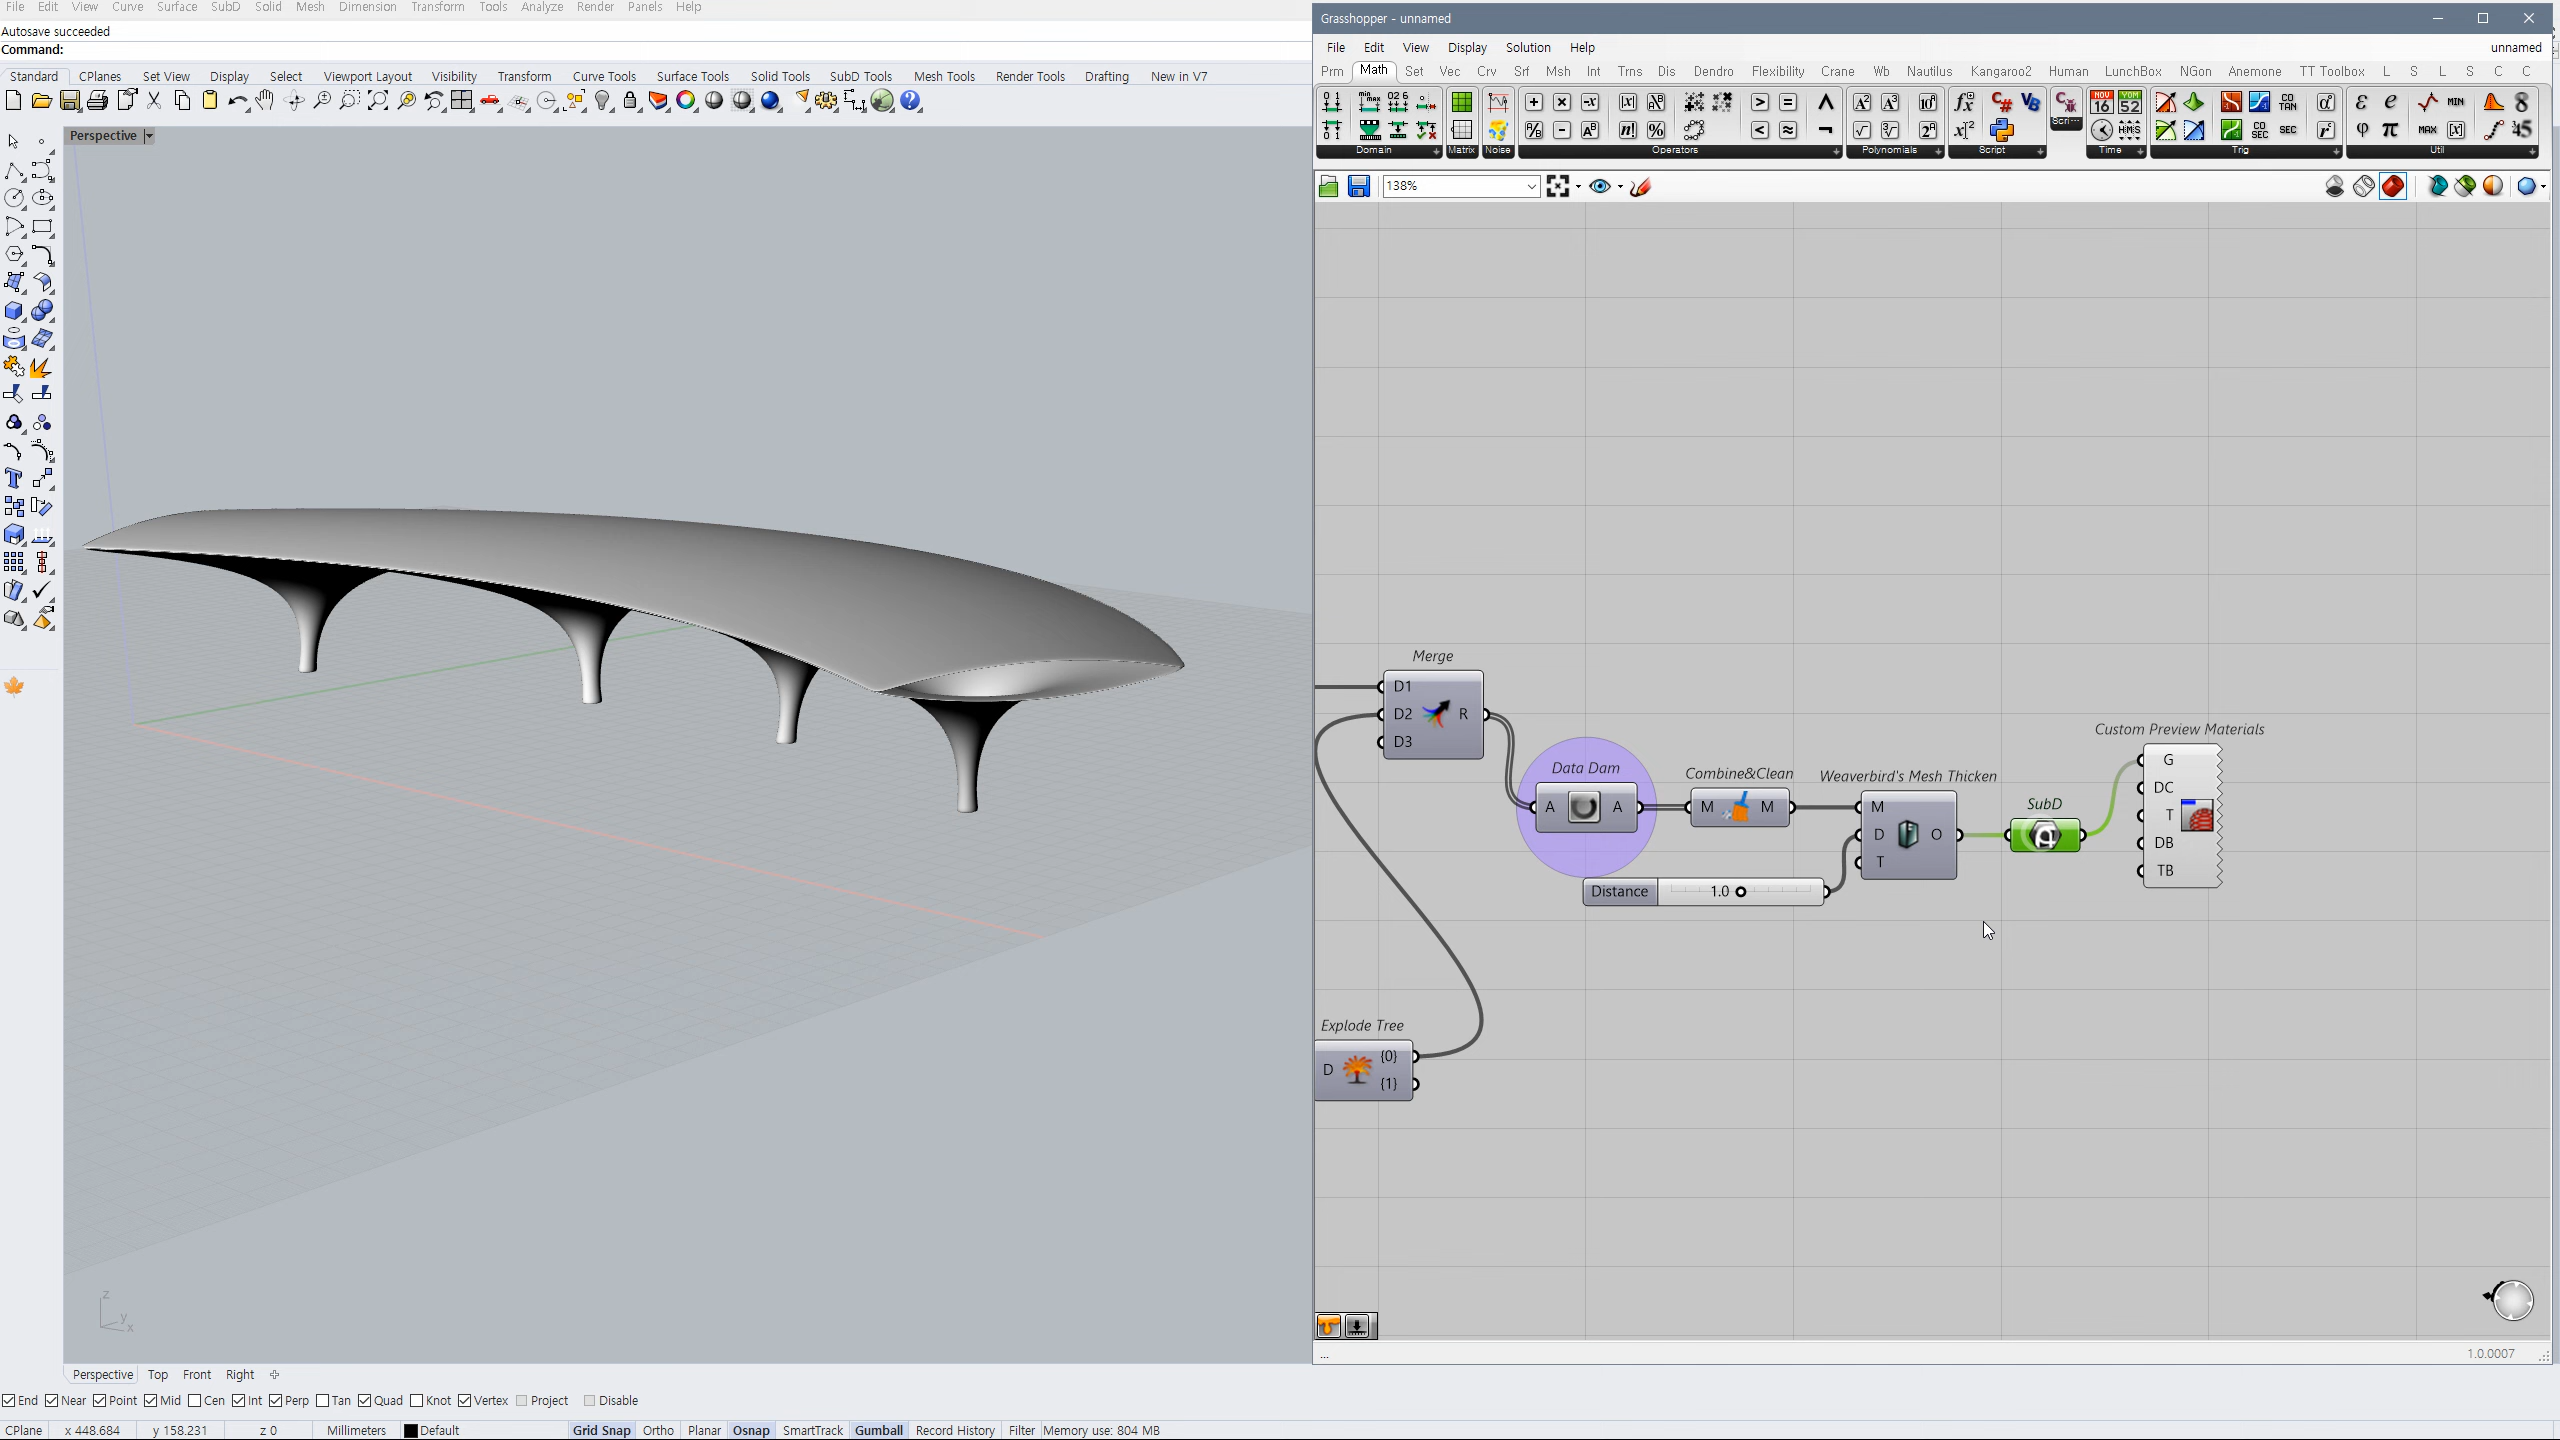 File Edit View Curve Surface SubD Solid Mesh Dimension Transform Tools Analyze Render Panels Help
Autosave succeeded
Command:
Standard CPlanes Set View Display Select Viewport Layout Visibility Transform Curve Tools Surface Tools Solid Tools SubD Tools Mesh Tools Render Tools Drafting New in V7
Perspective
Grasshopper - unnamed
File Edit View Display Solution Help
unnamed
Prm Math Set Vec Crv Srf Msh Int Trns Dis Dendro Flexibility Crane Wb Nautilus Kangaroo2 Human LunchBox NGon Anemone TT Toolbox L S L S C C
Domain Matrix Noise Operators Polynomials Script Time Trig Util
138%
Merge
D1
D2 R
D3
Data Dam
A A
Combine&Clean
M M
Weaverbird's Mesh Thicken
M
D O
T
Distance 1.0
SubD
Custom Preview Materials
G
DC
T
DB
TB
Explode Tree
D {0}
{1}
z
y
x
...
1.0.0007
Perspective Top Front Right
End Near Point Mid Cen Int Perp Tan Quad Knot Vertex Project Disable
CPlane x 448.684 y 158.231 z 0 Millimeters Default Grid Snap Ortho Planar Osnap SmartTrack Gumball Record History Filter Memory use: 804 MB